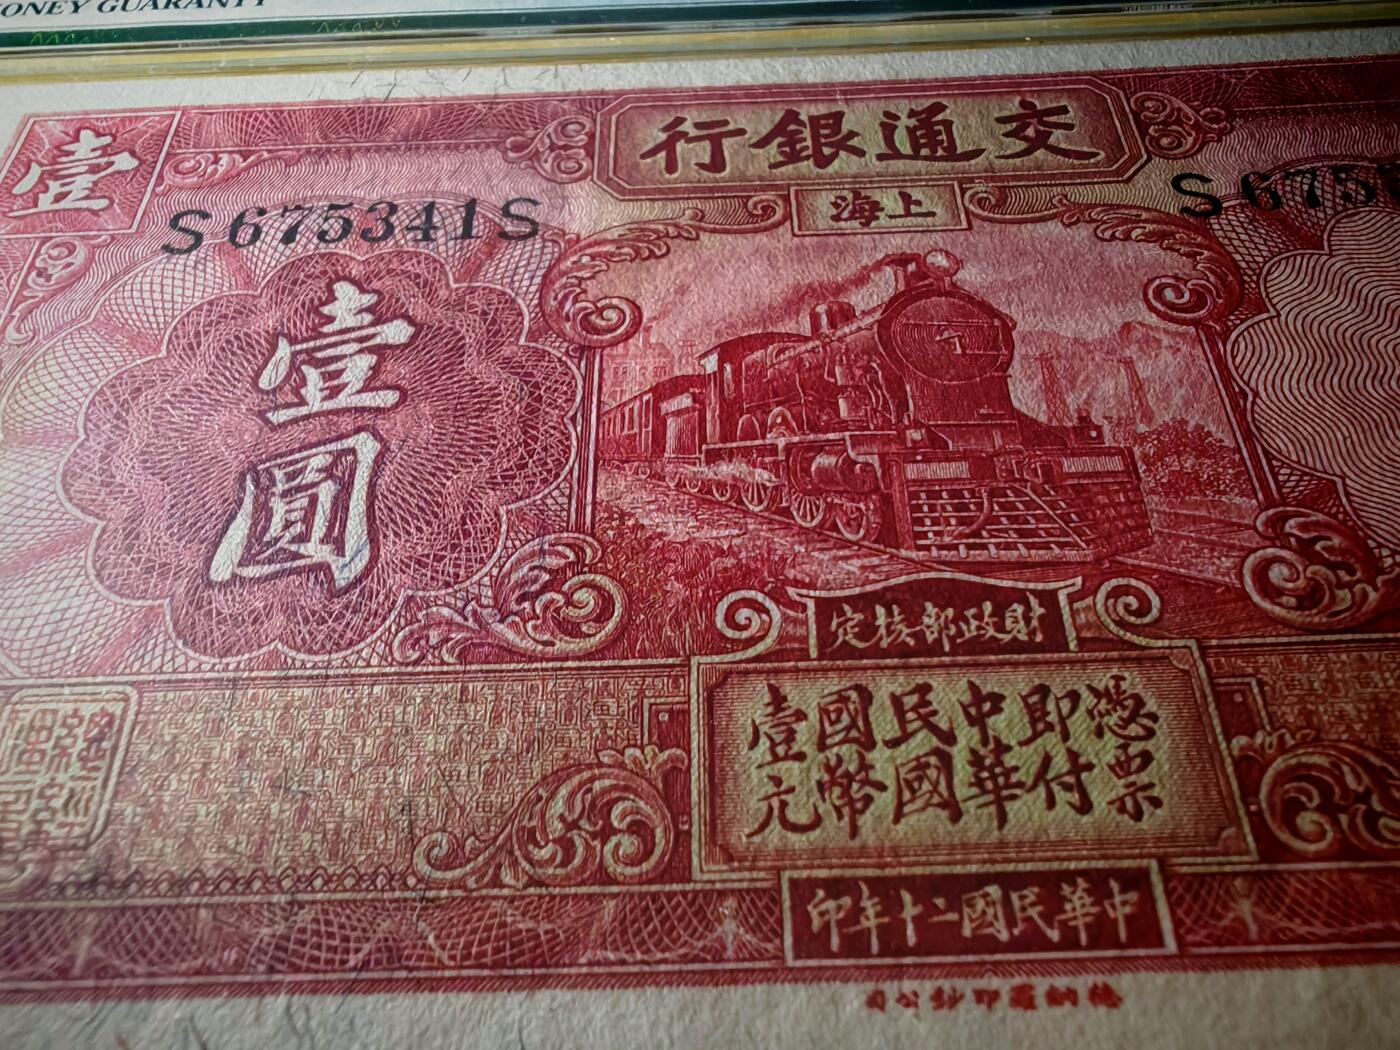 ONEY GUARANTY
壹
交通銀行
上海
S675341S
S675
壹圓
財政部核定
憑票
即付
中華
民國
國幣
壹元
中華民國二十年印
德納羅印鈔公司